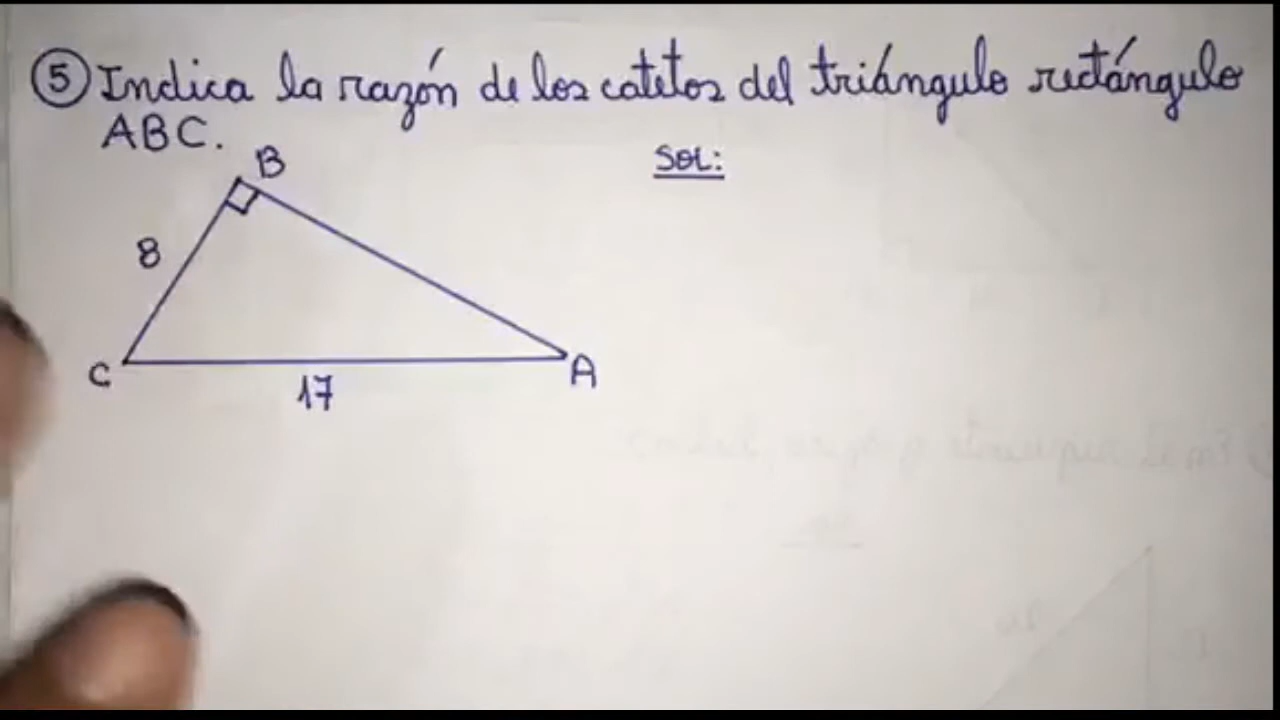 ⑤ Indica la razón de los catetos del triángulo rectángulo
ABC.
SOL:
B
8
C
A
17